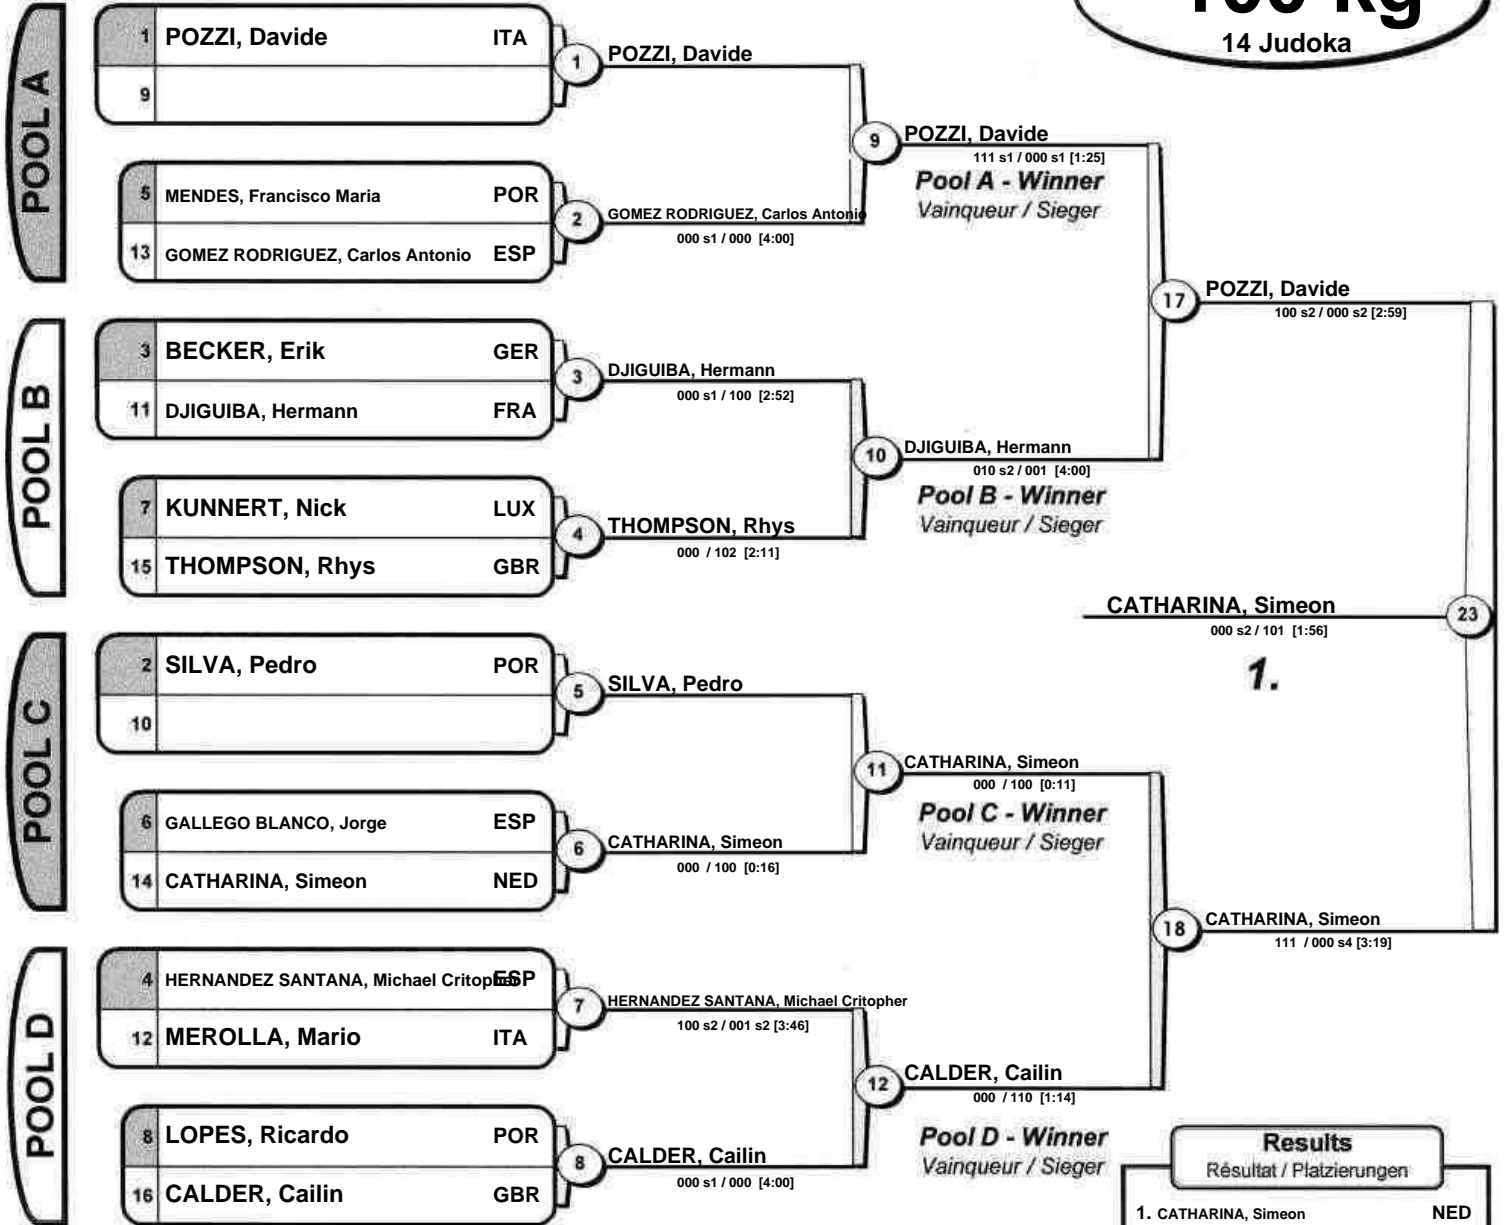 100 kg
14 Judoka
POOL A
1 POZZI, Davide ITA
9
5 MENDES, Francisco Maria POR
13 GOMEZ RODRIGUEZ, Carlos Antonio ESP
1 POZZI, Davide
2 GOMEZ RODRIGUEZ, Carlos Antonio
000 s1 / 000 [4:00]
9 POZZI, Davide
111 s1 / 000 s1 [1:25]
Pool A - Winner
Vainqueur / Sieger
POOL B
3 BECKER, Erik GER
11 DJIGUIBA, Hermann FRA
7 KUNNERT, Nick LUX
15 THOMPSON, Rhys GBR
3 DJIGUIBA, Hermann
000 s1 / 100 [2:52]
4 THOMPSON, Rhys
000 / 102 [2:11]
10 DJIGUIBA, Hermann
010 s2 / 001 [4:00]
Pool B - Winner
Vainqueur / Sieger
17 POZZI, Davide
100 s2 / 000 s2 [2:59]
CATHARINA, Simeon 23
000 s2 / 101 [1:56]
1.
POOL C
2 SILVA, Pedro POR
10
6 GALLEGO BLANCO, Jorge ESP
14 CATHARINA, Simeon NED
5 SILVA, Pedro
6 CATHARINA, Simeon
000 / 100 [0:16]
11 CATHARINA, Simeon
000 / 100 [0:11]
Pool C - Winner
Vainqueur / Sieger
18 CATHARINA, Simeon
111 / 000 s4 [3:19]
POOL D
4 HERNANDEZ SANTANA, Michael Critopher ESP
12 MEROLLA, Mario ITA
8 LOPES, Ricardo POR
16 CALDER, Cailin GBR
7 HERNANDEZ SANTANA, Michael Critopher
100 s2 / 001 s2 [3:46]
8 CALDER, Cailin
000 s1 / 000 [4:00]
12 CALDER, Cailin
000 / 110 [1:14]
Pool D - Winner
Vainqueur / Sieger
Results
Résultat / Platzierungen
1. CATHARINA, Simeon NED